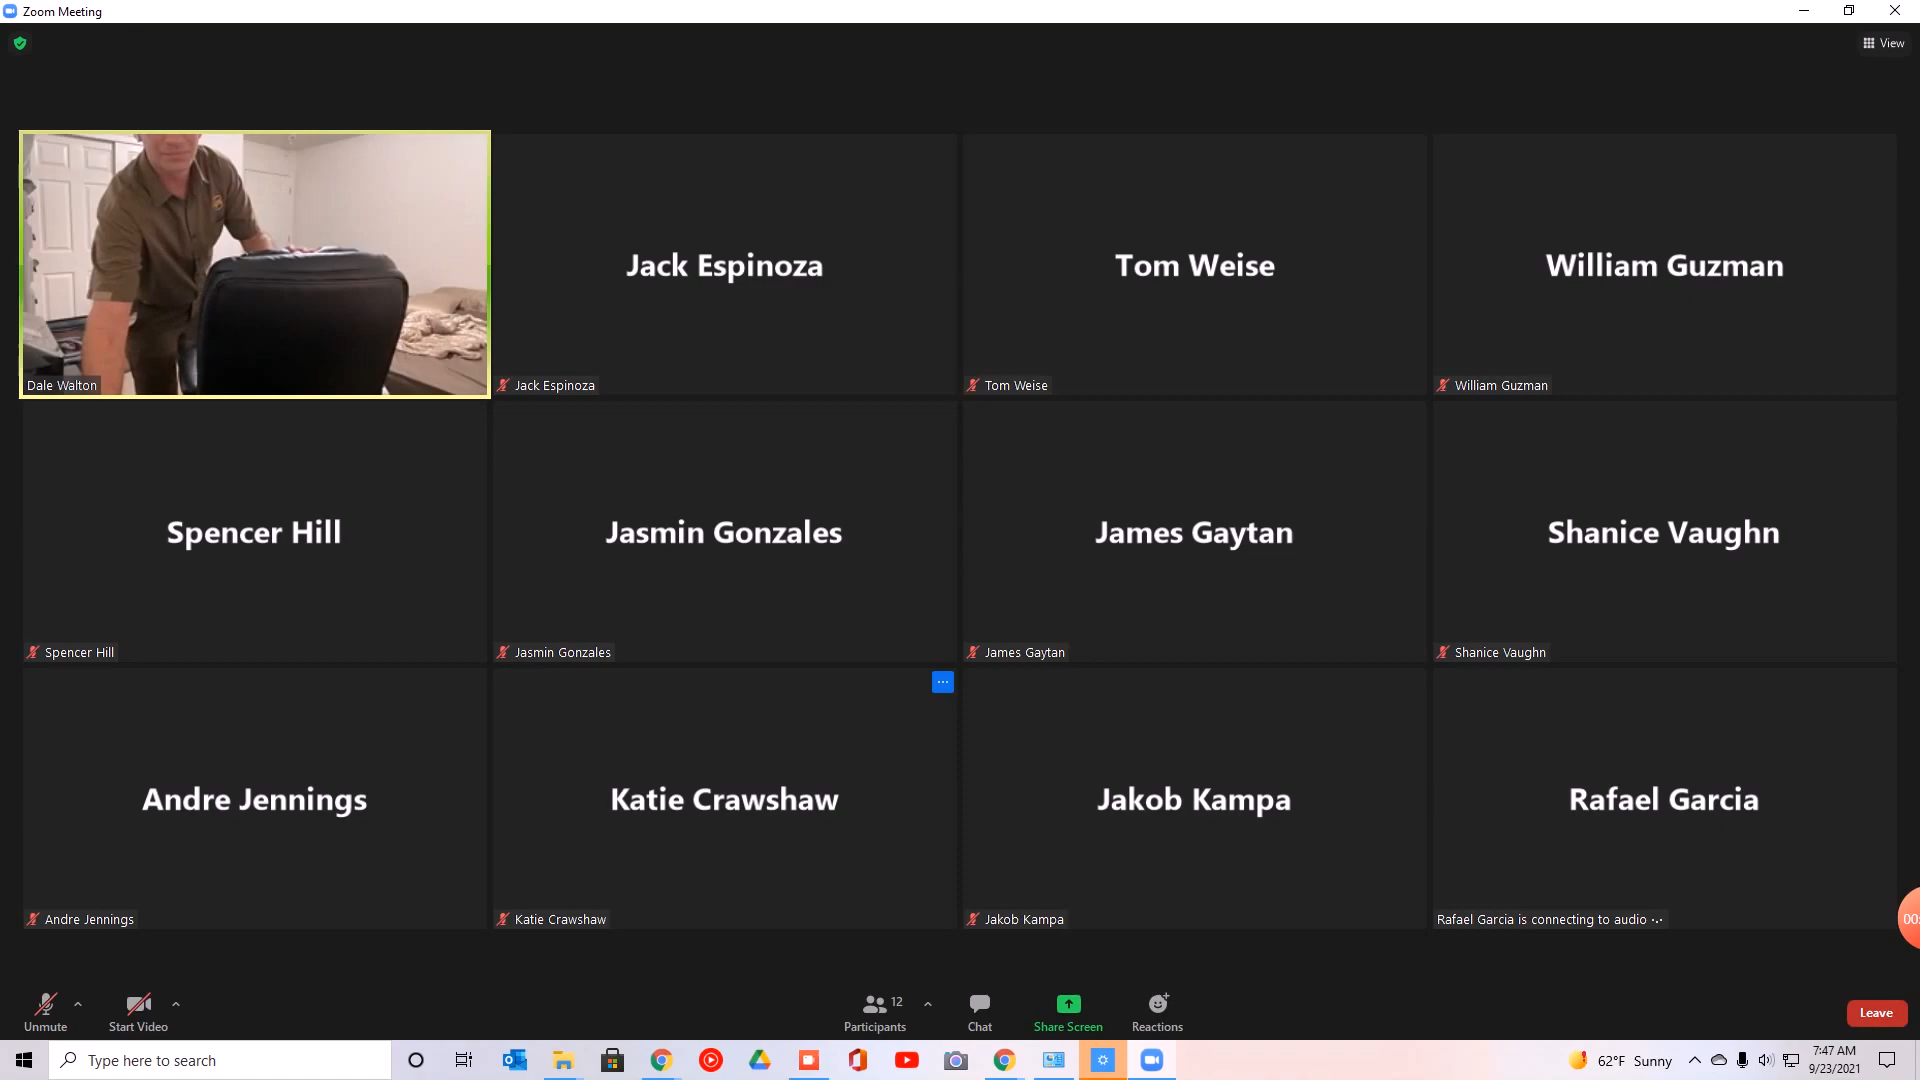 Zoom Meeting
View
Dale Walton
Jack Espinoza
Jack Espinoza
Tom Weise
Tom Weise
William Guzman
William Guzman
Spencer Hill
Spencer Hill
Jasmin Gonzales
Jasmin Gonzales
James Gaytan
James Gaytan
Shanice Vaughn
Shanice Vaughn
Andre Jennings
Andre Jennings
Katie Crawshaw
Katie Crawshaw
Jakob Kampa
Jakob Kampa
Rafael Garcia
Rafael Garcia is connecting to audio
00:
Unmute
Start Video
12
Participants
Chat
Share Screen
Reactions
Leave
Type here to search
62°F Sunny
7:47 AM
9/23/2021